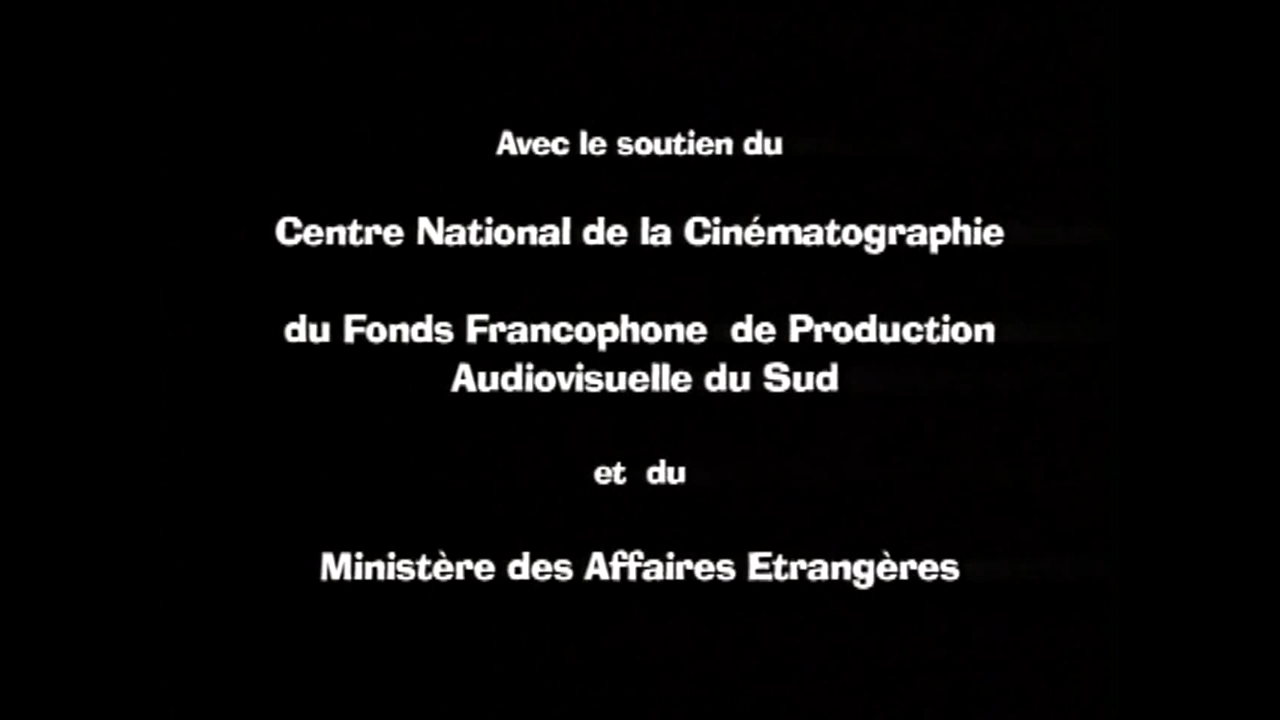 Avec le soutien du
Centre National de la Cinématographie
du Fonds Francophone de Production
Audiovisuelle du Sud
et du
Ministère des Affaires Etrangères